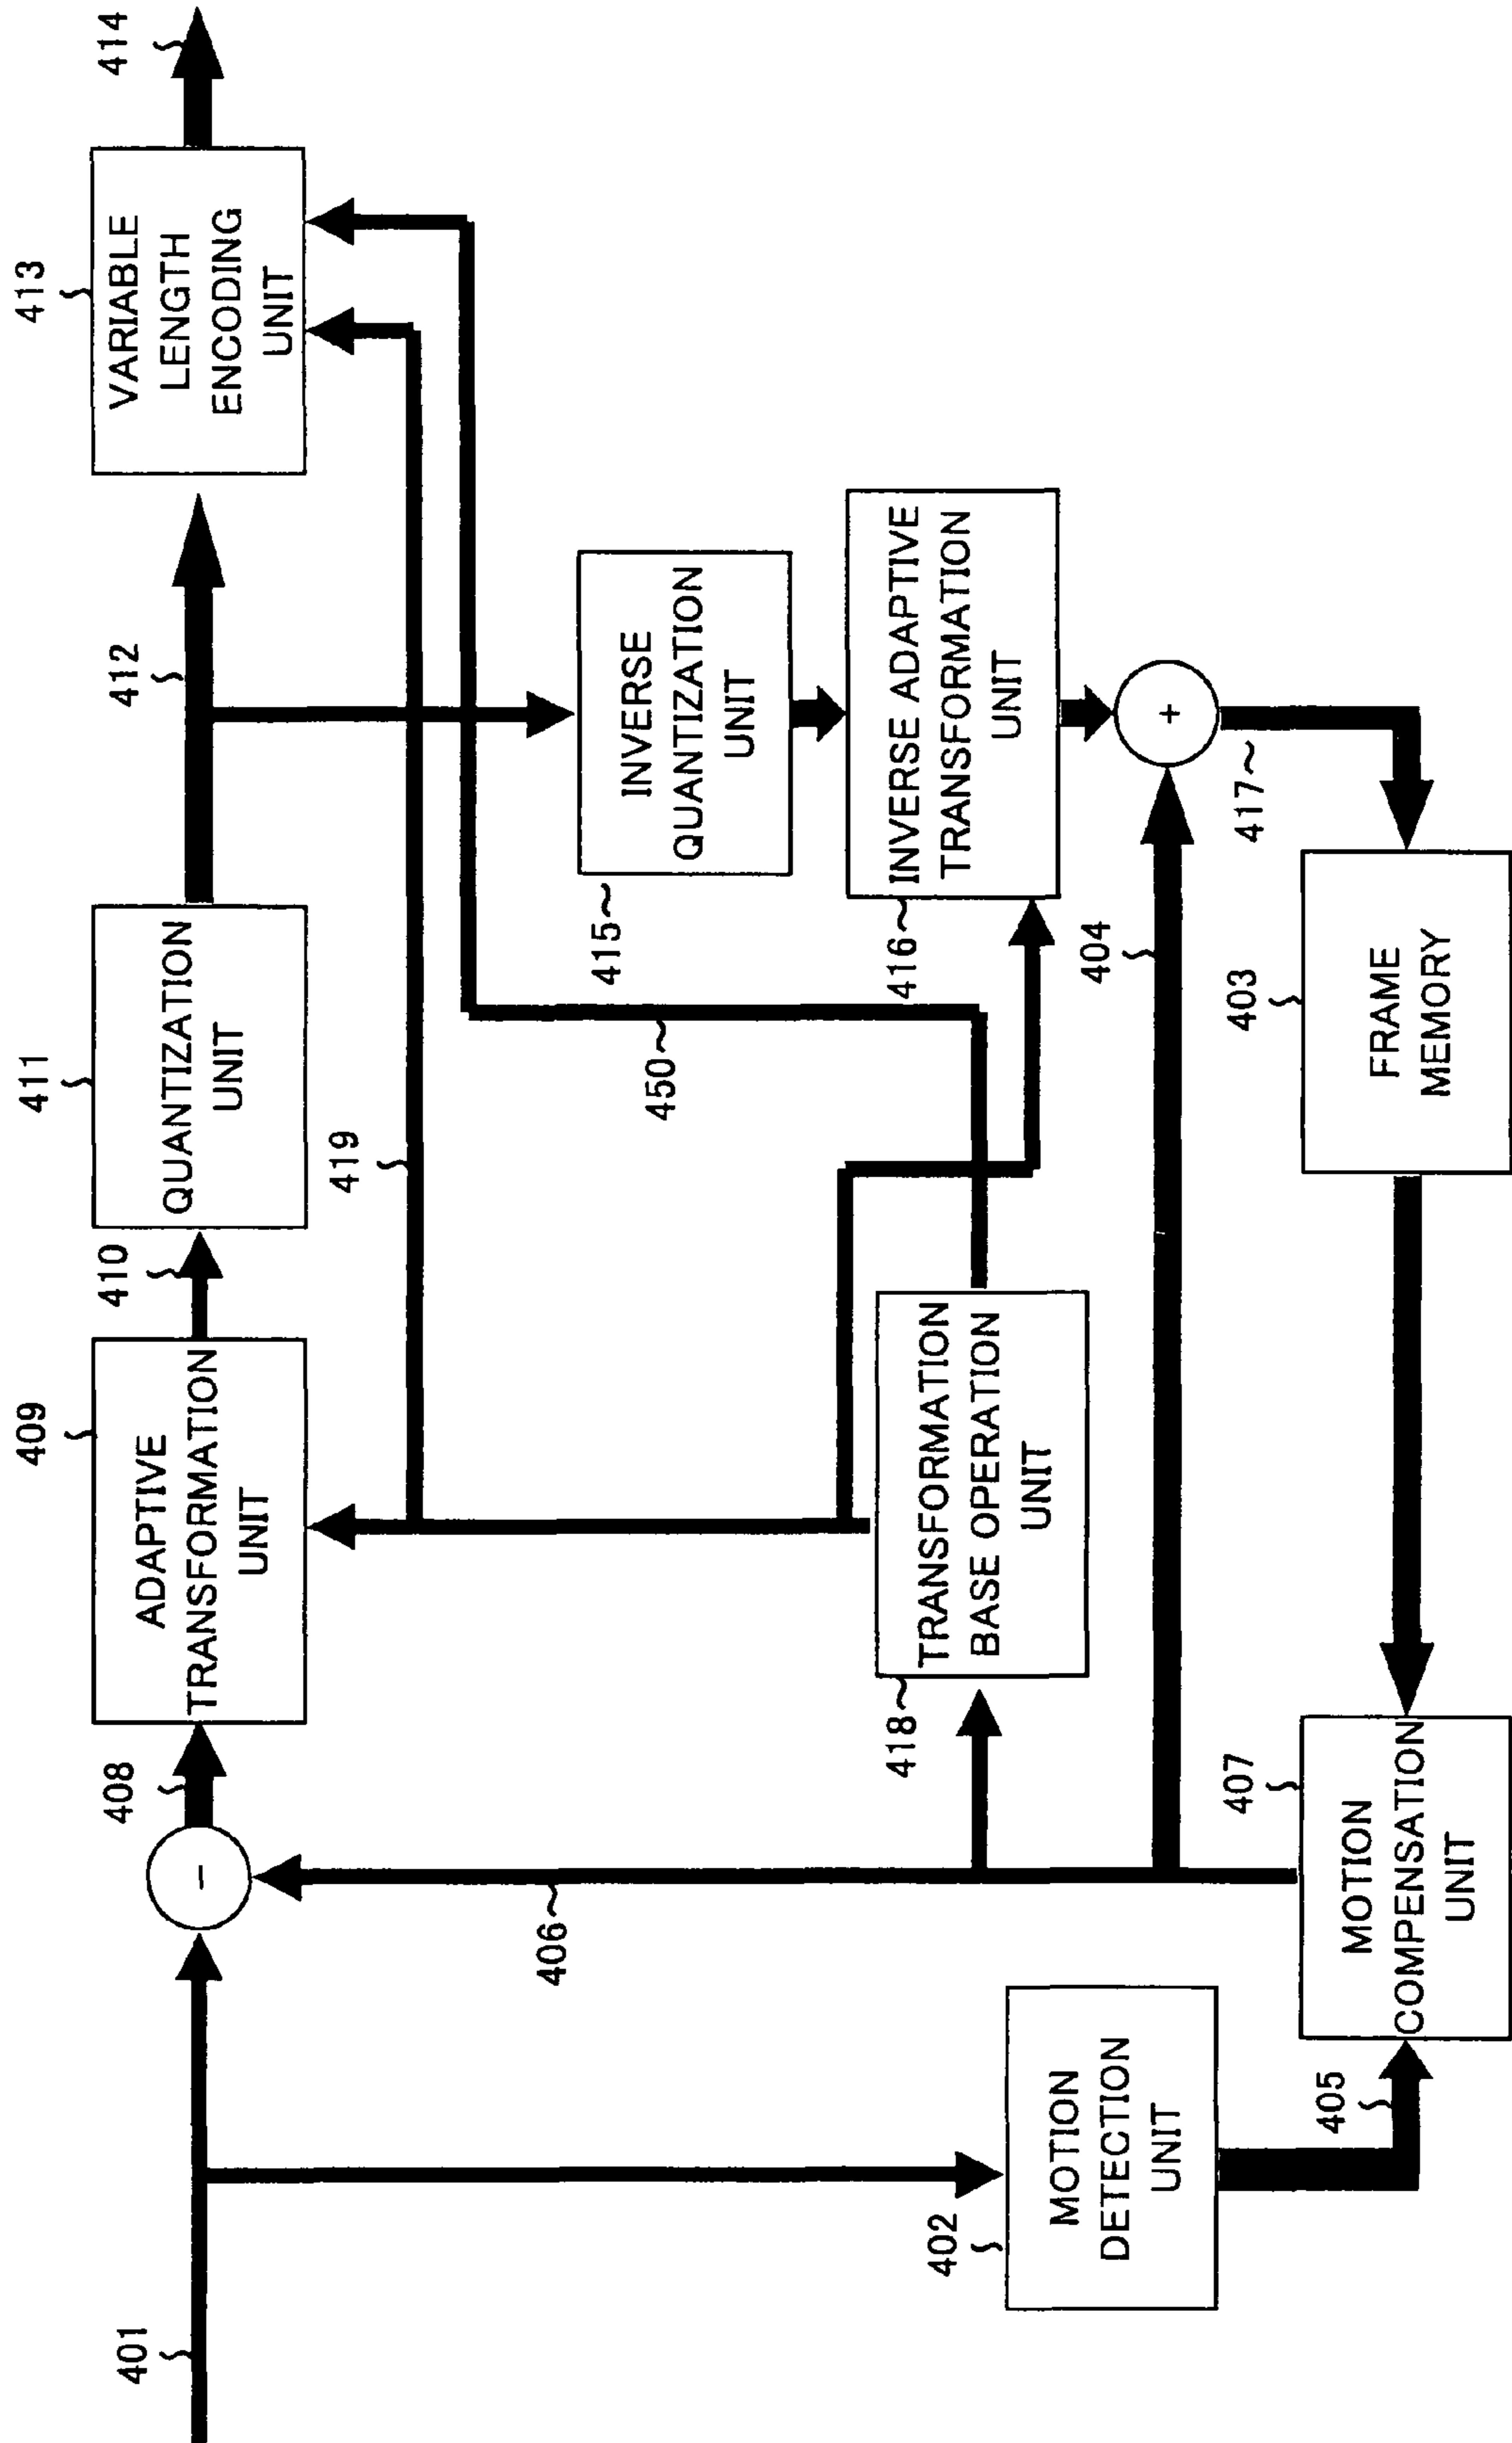 401
402
MOTION
DETECTION
UNIT
405
406
408
−
407
MOTION
COMPENSATION
UNIT
409
ADAPTIVE
TRANSFORMATION
UNIT
410
418
TRANSFORMATION
BASE OPERATION
UNIT
411
QUANTIZATION
UNIT
419
450
404
403
FRAME
MEMORY
412
415
INVERSE
QUANTIZATION
UNIT
416
INVERSE ADAPTIVE
TRANSFORMATION
UNIT
+
417
413
VARIABLE
LENGTH
ENCODING
UNIT
414